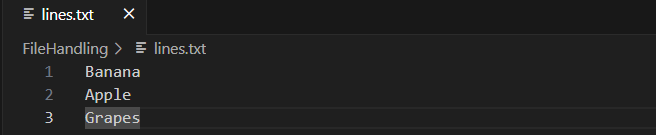 lines.txt
FileHandling > lines.txt
1 Banana
2 Apple
3 Grapes